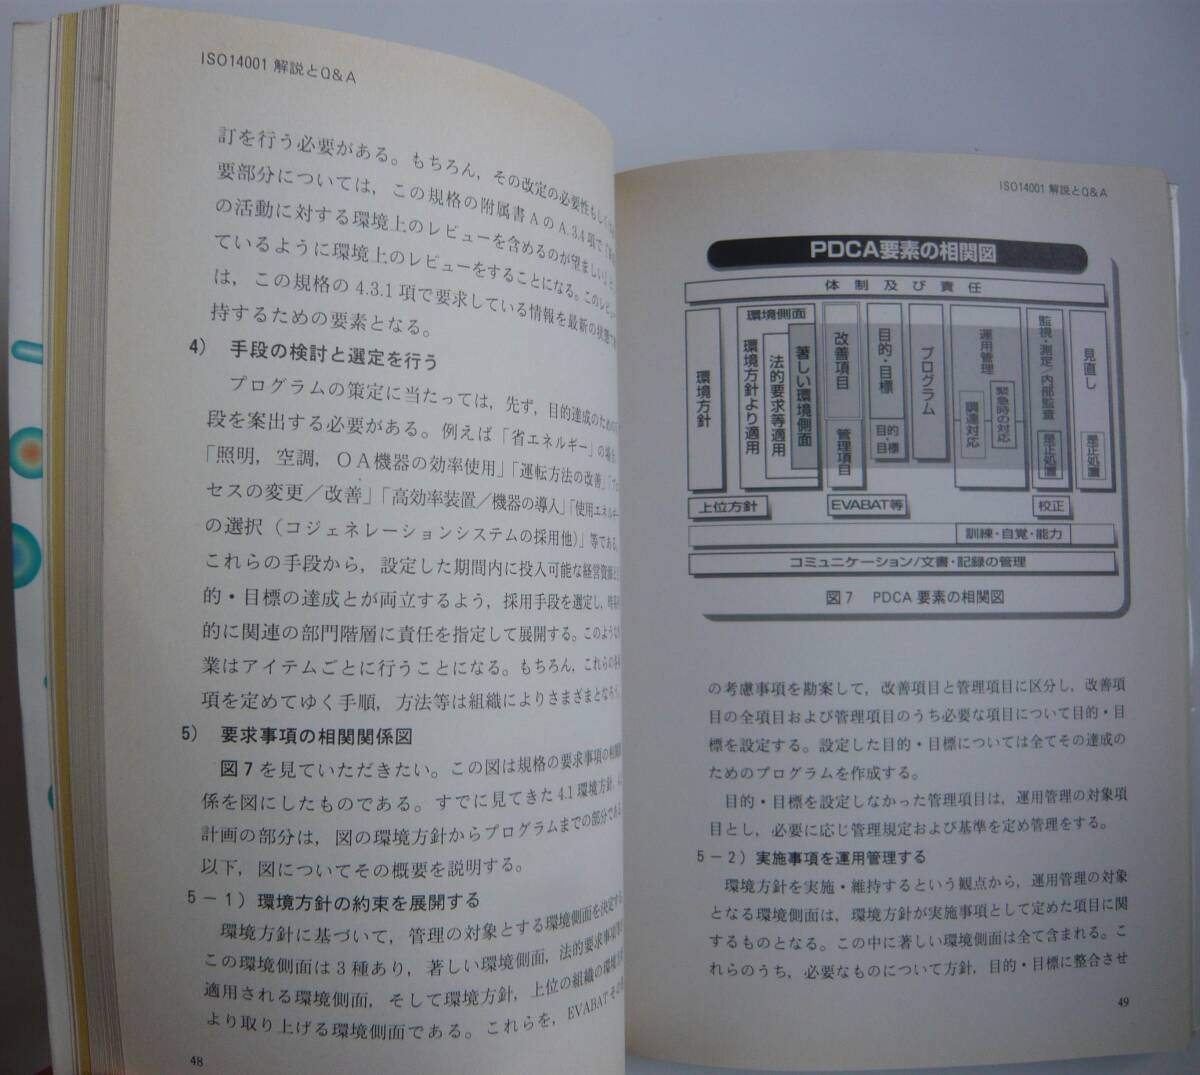 ISO14001 解説とQ&A
訂を行う必要がある。もちろん，その改定の必要性も
要部分については，この規格の附属書AのA.3.4項で
の活動に対する環境上のレビューを含めるのが望ましい」と
ているように環境上のレビューをすることになる。このレビュー
は，この規格の4.3.1項で要求している情報を最新の状態
持するための要素となる。
4） 手段の検討と選定を行う
プログラムの策定に当たっては，先ず，目的達成のための
段を案出する必要がある。例えば「省エネルギー」の場合
「照明，空調，OA機器の効率使用」「運転方法の改善」
セスの変更／改善」「高効率装置／機器の導入」「使用エネルギー
の選択（コジェネレーションシステムの採用他）」等である。
これらの手段から，設定した期間内に投入可能な経営資源
的・目標の達成とが両立するよう，採用手段を選定し，
的に関連の部門階層に責任を指定して展開する。このような
業はアイテムごとに行うことになる。もちろん，これらの
項を定めてゆく手順，方法等は組織によりさまざまとなろう。
5） 要求事項の相関関係図
図7を見ていただきたい。この図は規格の要求事項の相関
係を図にしたものである。すでに見てきた4.1環境方針，
計画の部分は，図の環境方針からプログラムまでの部分である
以下，図についてその概要を説明する。
5－1）環境方針の約束を展開する
環境方針に基づいて，管理の対象とする環境側面を決定する
この環境側面は3種あり，著しい環境側面，法的要求事項等
適用される環境側面，そして環境方針，上位の組織の環境方
より取り上げる環境側面である。これらを，EVABATその
48
ISO14001 解説とQ&A
PDCA要素の相関図
体制及び責任
環境方針
環境側面
環境方針より適用
法的要求等適用
著しい環境側面
改善項目
管理項目
目的・目標
目的・目標
プログラム
運用管理
調達対応
緊急時の対応
監視・測定/内部監査
是正処置
見直し
是正処置
上位方針
EVABAT等
校正
訓練・自覚・能力
コミュニケーション/文書・記録の管理
図7 PDCA要素の相関図
の考慮事項を勘案して，改善項目と管理項目に区分し，改善項
目の全項目および管理項目のうち必要な項目について目的・目
標を設定する。設定した目的・目標については全てその達成の
ためのプログラムを作成する。
目的・目標を設定しなかった管理項目は，運用管理の対象項
目とし，必要に応じ管理規定および基準を定め管理をする。
5－2）実施事項を運用管理する
環境方針を実施・維持するという観点から，運用管理の対象
となる環境側面は，環境方針が実施事項として定めた項目に関
するものとなる。この中に著しい環境側面は全て含まれる。こ
れらのうち，必要なものについて方針，目的・目標に整合させ
49